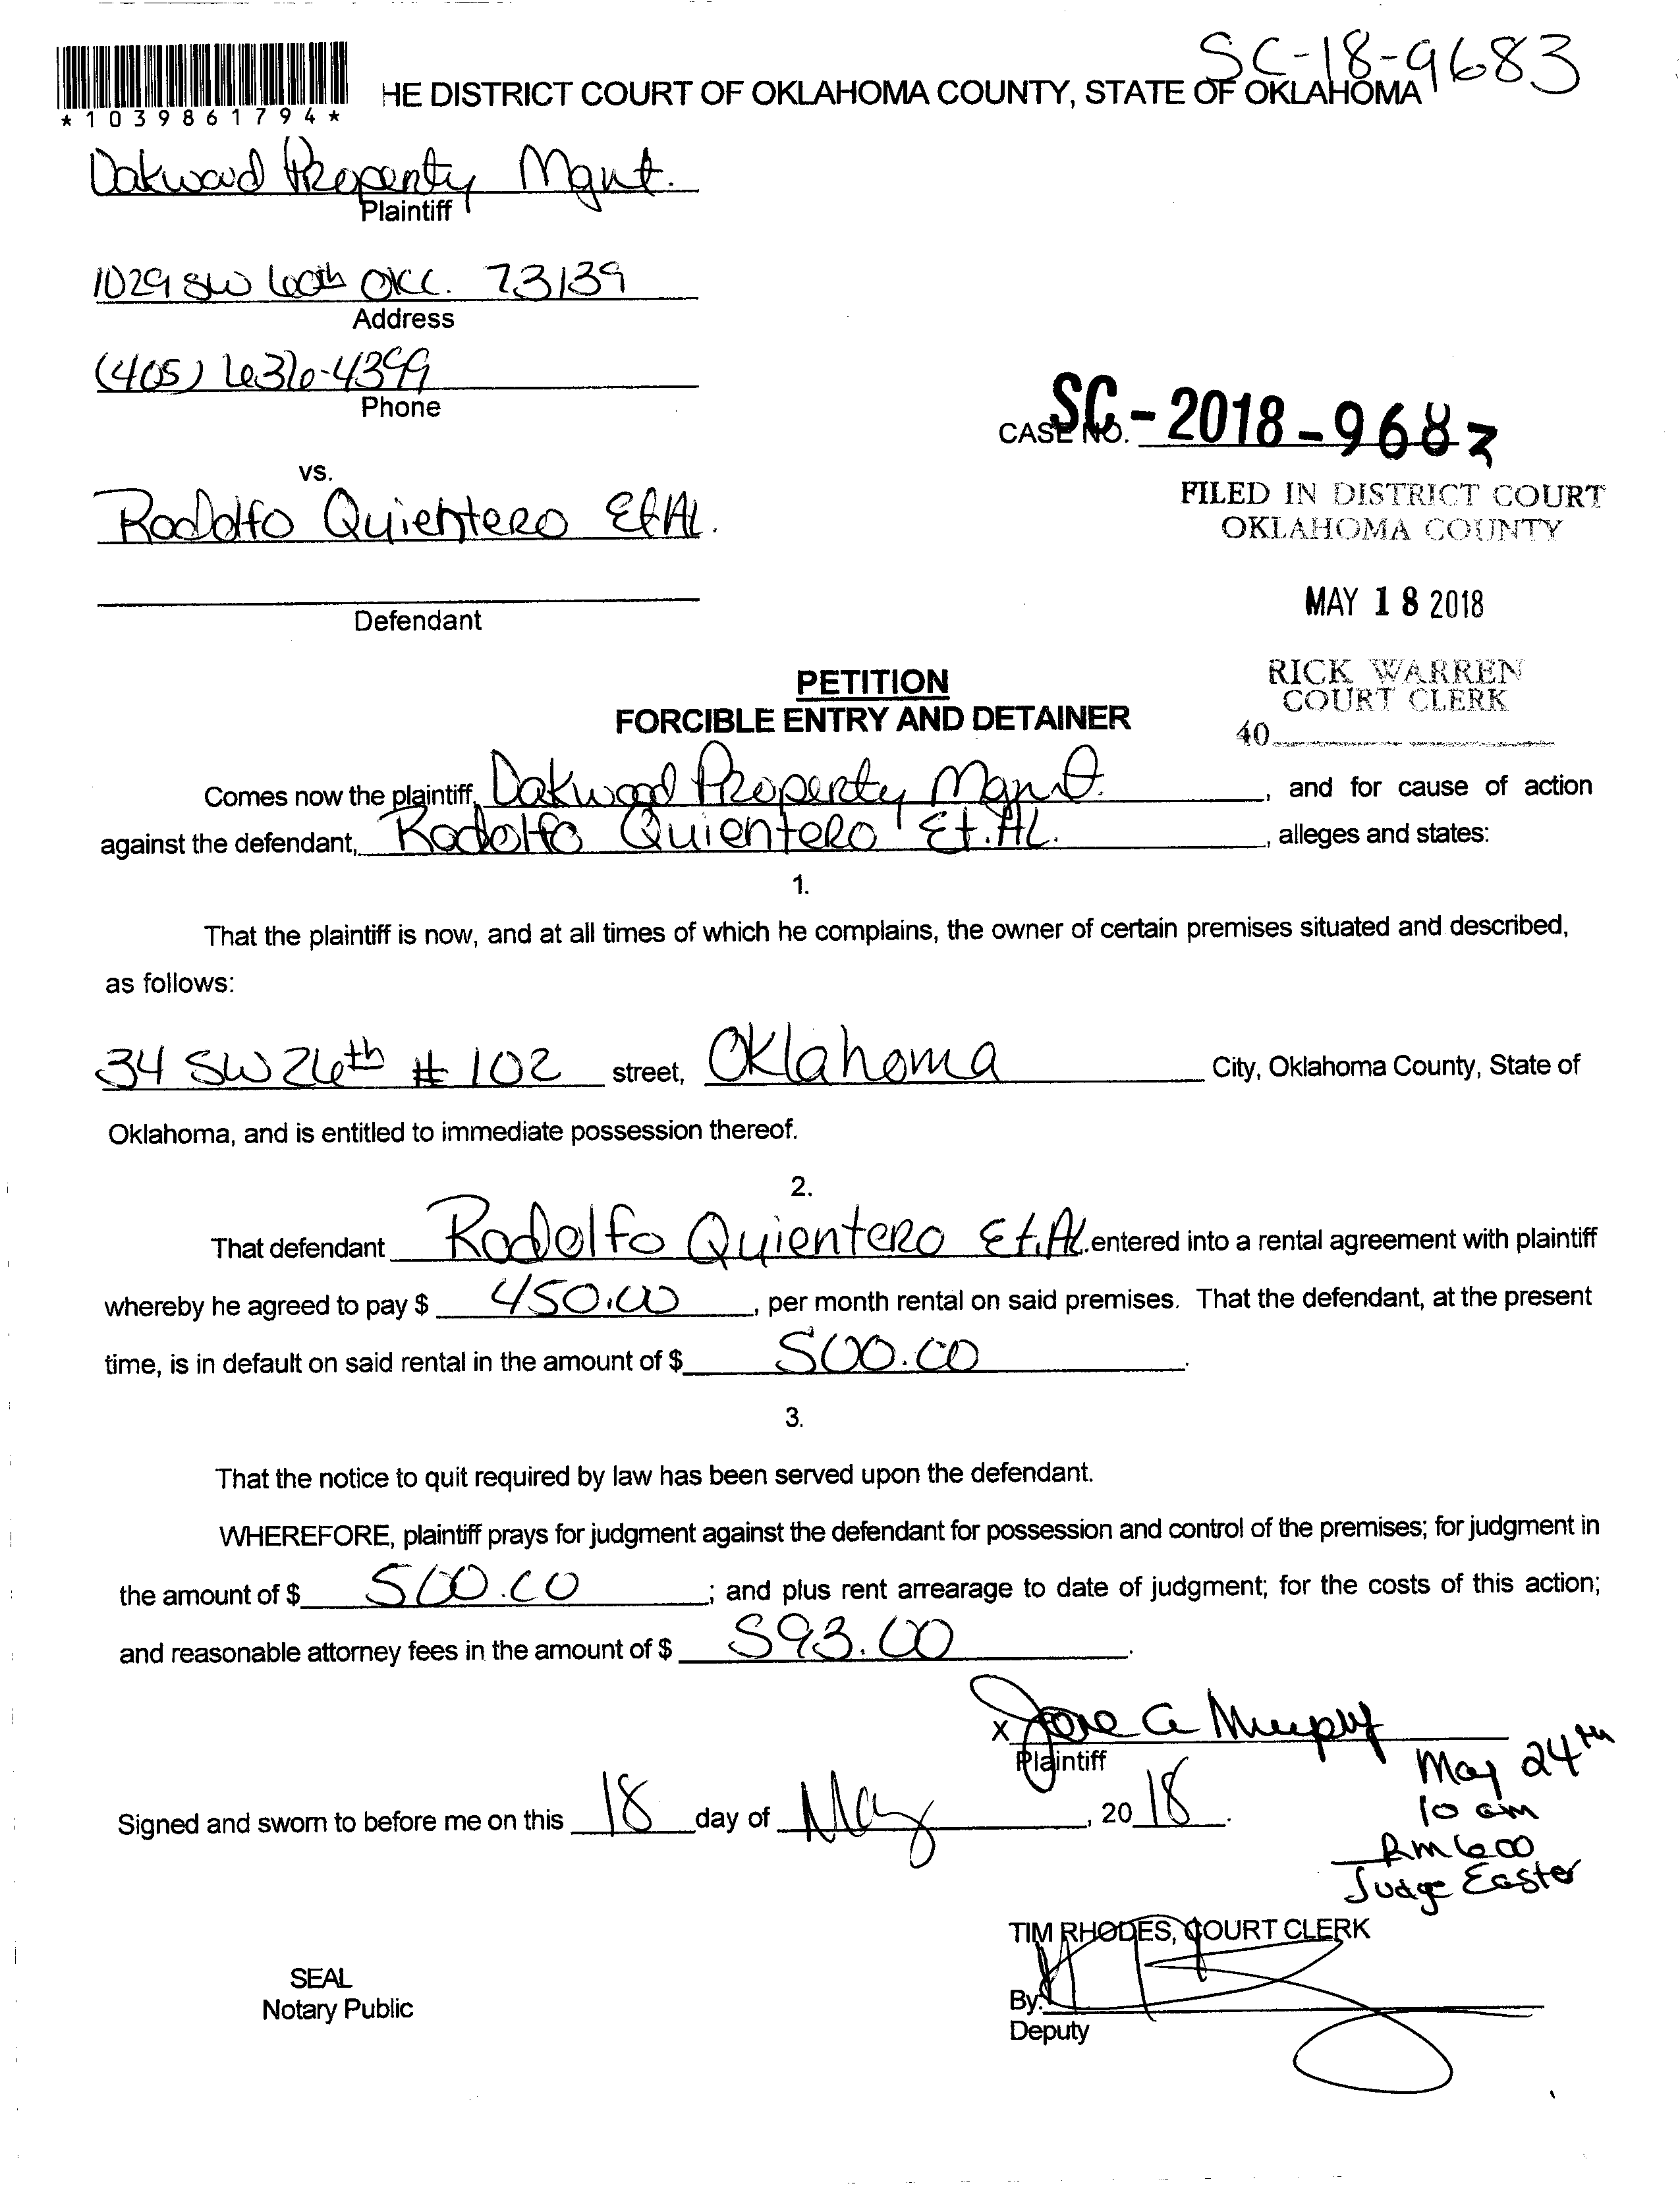 SC-18-9683
*1039861794*
HE DISTRICT COURT OF OKLAHOMA COUNTY, STATE OF OKLAHOMA
Oakwood Property Mgmt.
Plaintiff
1029 SW 60th OKC. 73139
Address
(405) 636-4399
Phone
CASE NO. SC-2018-9683
vs.
FILED IN DISTRICT COURT
OKLAHOMA COUNTY
Rodolfo Quientero Et Al.
Defendant
MAY 18 2018
RICK WARREN
COURT CLERK
40
PETITION
FORCIBLE ENTRY AND DETAINER
Comes now the plaintiff, Oakwood Property Mgmt. , and for cause of action
against the defendant, Rodolfo Quientero Et.Al. , alleges and states:
1.
That the plaintiff is now, and at all times of which he complains, the owner of certain premises situated and described,
as follows:
34 SW 26th # 102 street, Oklahoma City, Oklahoma County, State of
Oklahoma, and is entitled to immediate possession thereof.
2.
That defendant Rodolfo Quientero Et.Al. entered into a rental agreement with plaintiff
whereby he agreed to pay $ 450.00 , per month rental on said premises. That the defendant, at the present
time, is in default on said rental in the amount of $ 500.00 .
3.
That the notice to quit required by law has been served upon the defendant.
WHEREFORE, plaintiff prays for judgment against the defendant for possession and control of the premises; for judgment in
the amount of $ 500.00 ; and plus rent arrearage to date of judgment; for the costs of this action;
and reasonable attorney fees in the amount of $ 593.00 .
X
Plaintiff
Signed and sworn to before me on this 18 day of May , 20 18 .
May 24th
10 am
Rm 600
Judge Easter
TIM RHODES, COURT CLERK
SEAL
Notary Public
By:
Deputy